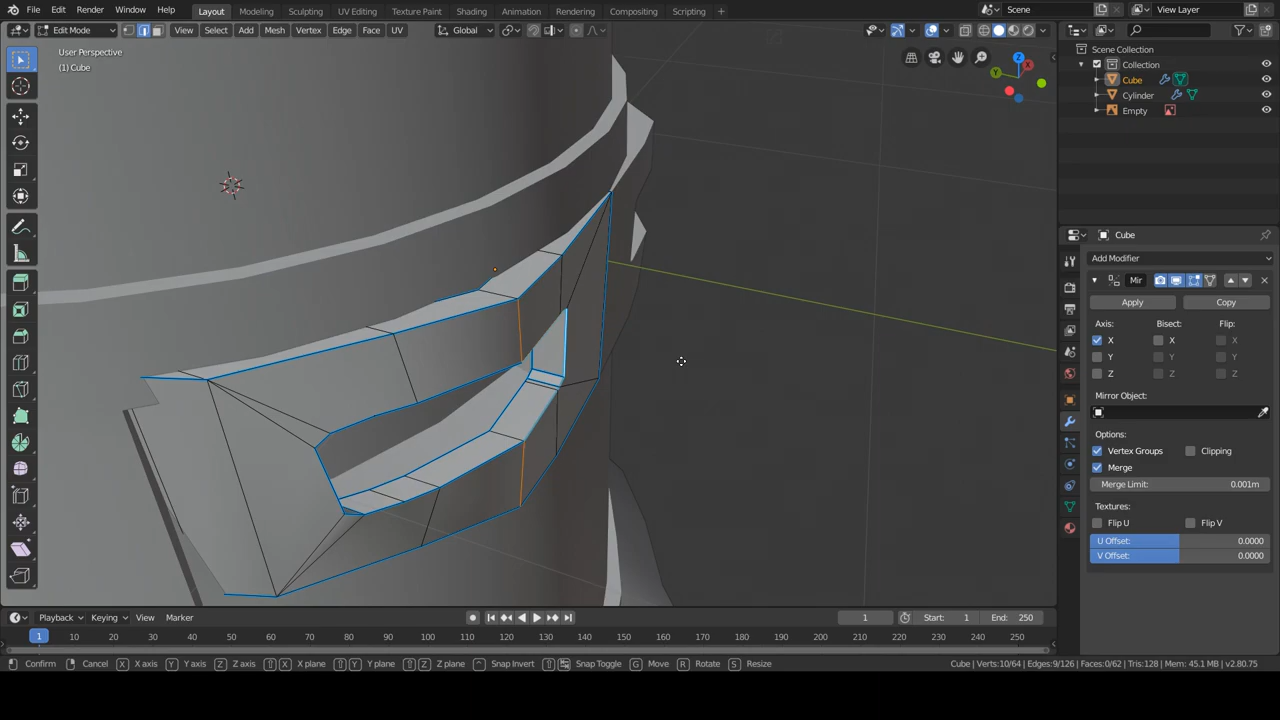 File Edit Render Window Help Layout Modeling Sculpting UV Editing Texture Paint Shading Animation Rendering Compositing Scripting + Scene View Layer
Edit Mode View Select Add Mesh Vertex Edge Face UV Global
User Perspective
(1) Cube
Z
X
Y
Scene Collection
Collection
Cube
Cylinder
Empty
Cube
Add Modifier
Mir
Apply Copy
Axis: Bisect: Flip:
X X X
Y Y Y
Z Z Z
Mirror Object:
Options:
Vertex Groups Clipping
Merge
Merge Limit: 0.001m
Textures:
Flip U Flip V
U Offset: 0.0000
V Offset: 0.0000
Playback Keying View Marker 1 Start: 1 End: 250
1 10 20 30 40 50 60 70 80 90 100 110 120 130 140 150 160 170 180 190 200 210 220 230 240 250
Confirm Cancel X X axis Y Y axis Z Z axis X X plane Y Y plane Z Z plane Snap Invert Snap Toggle G Move R Rotate S Resize Cube | Verts:10/64 | Edges:9/126 | Faces:0/62 | Tris:128 | Mem: 45.1 MB | v2.80.75